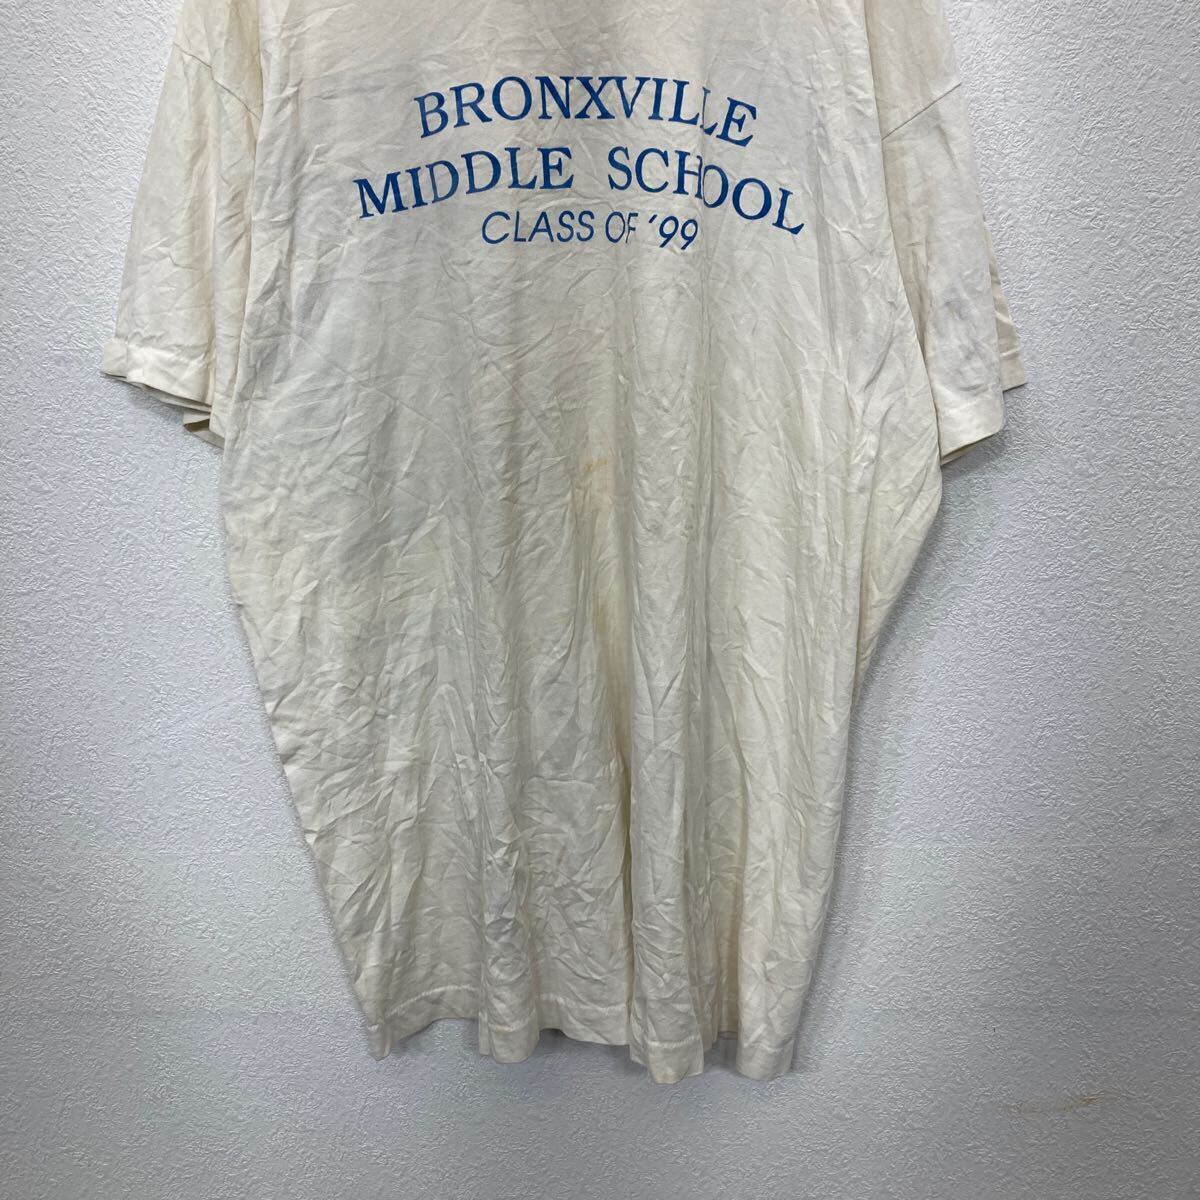 BRONXVILLE
MIDDLE SCHOOL
CLASS OF '99